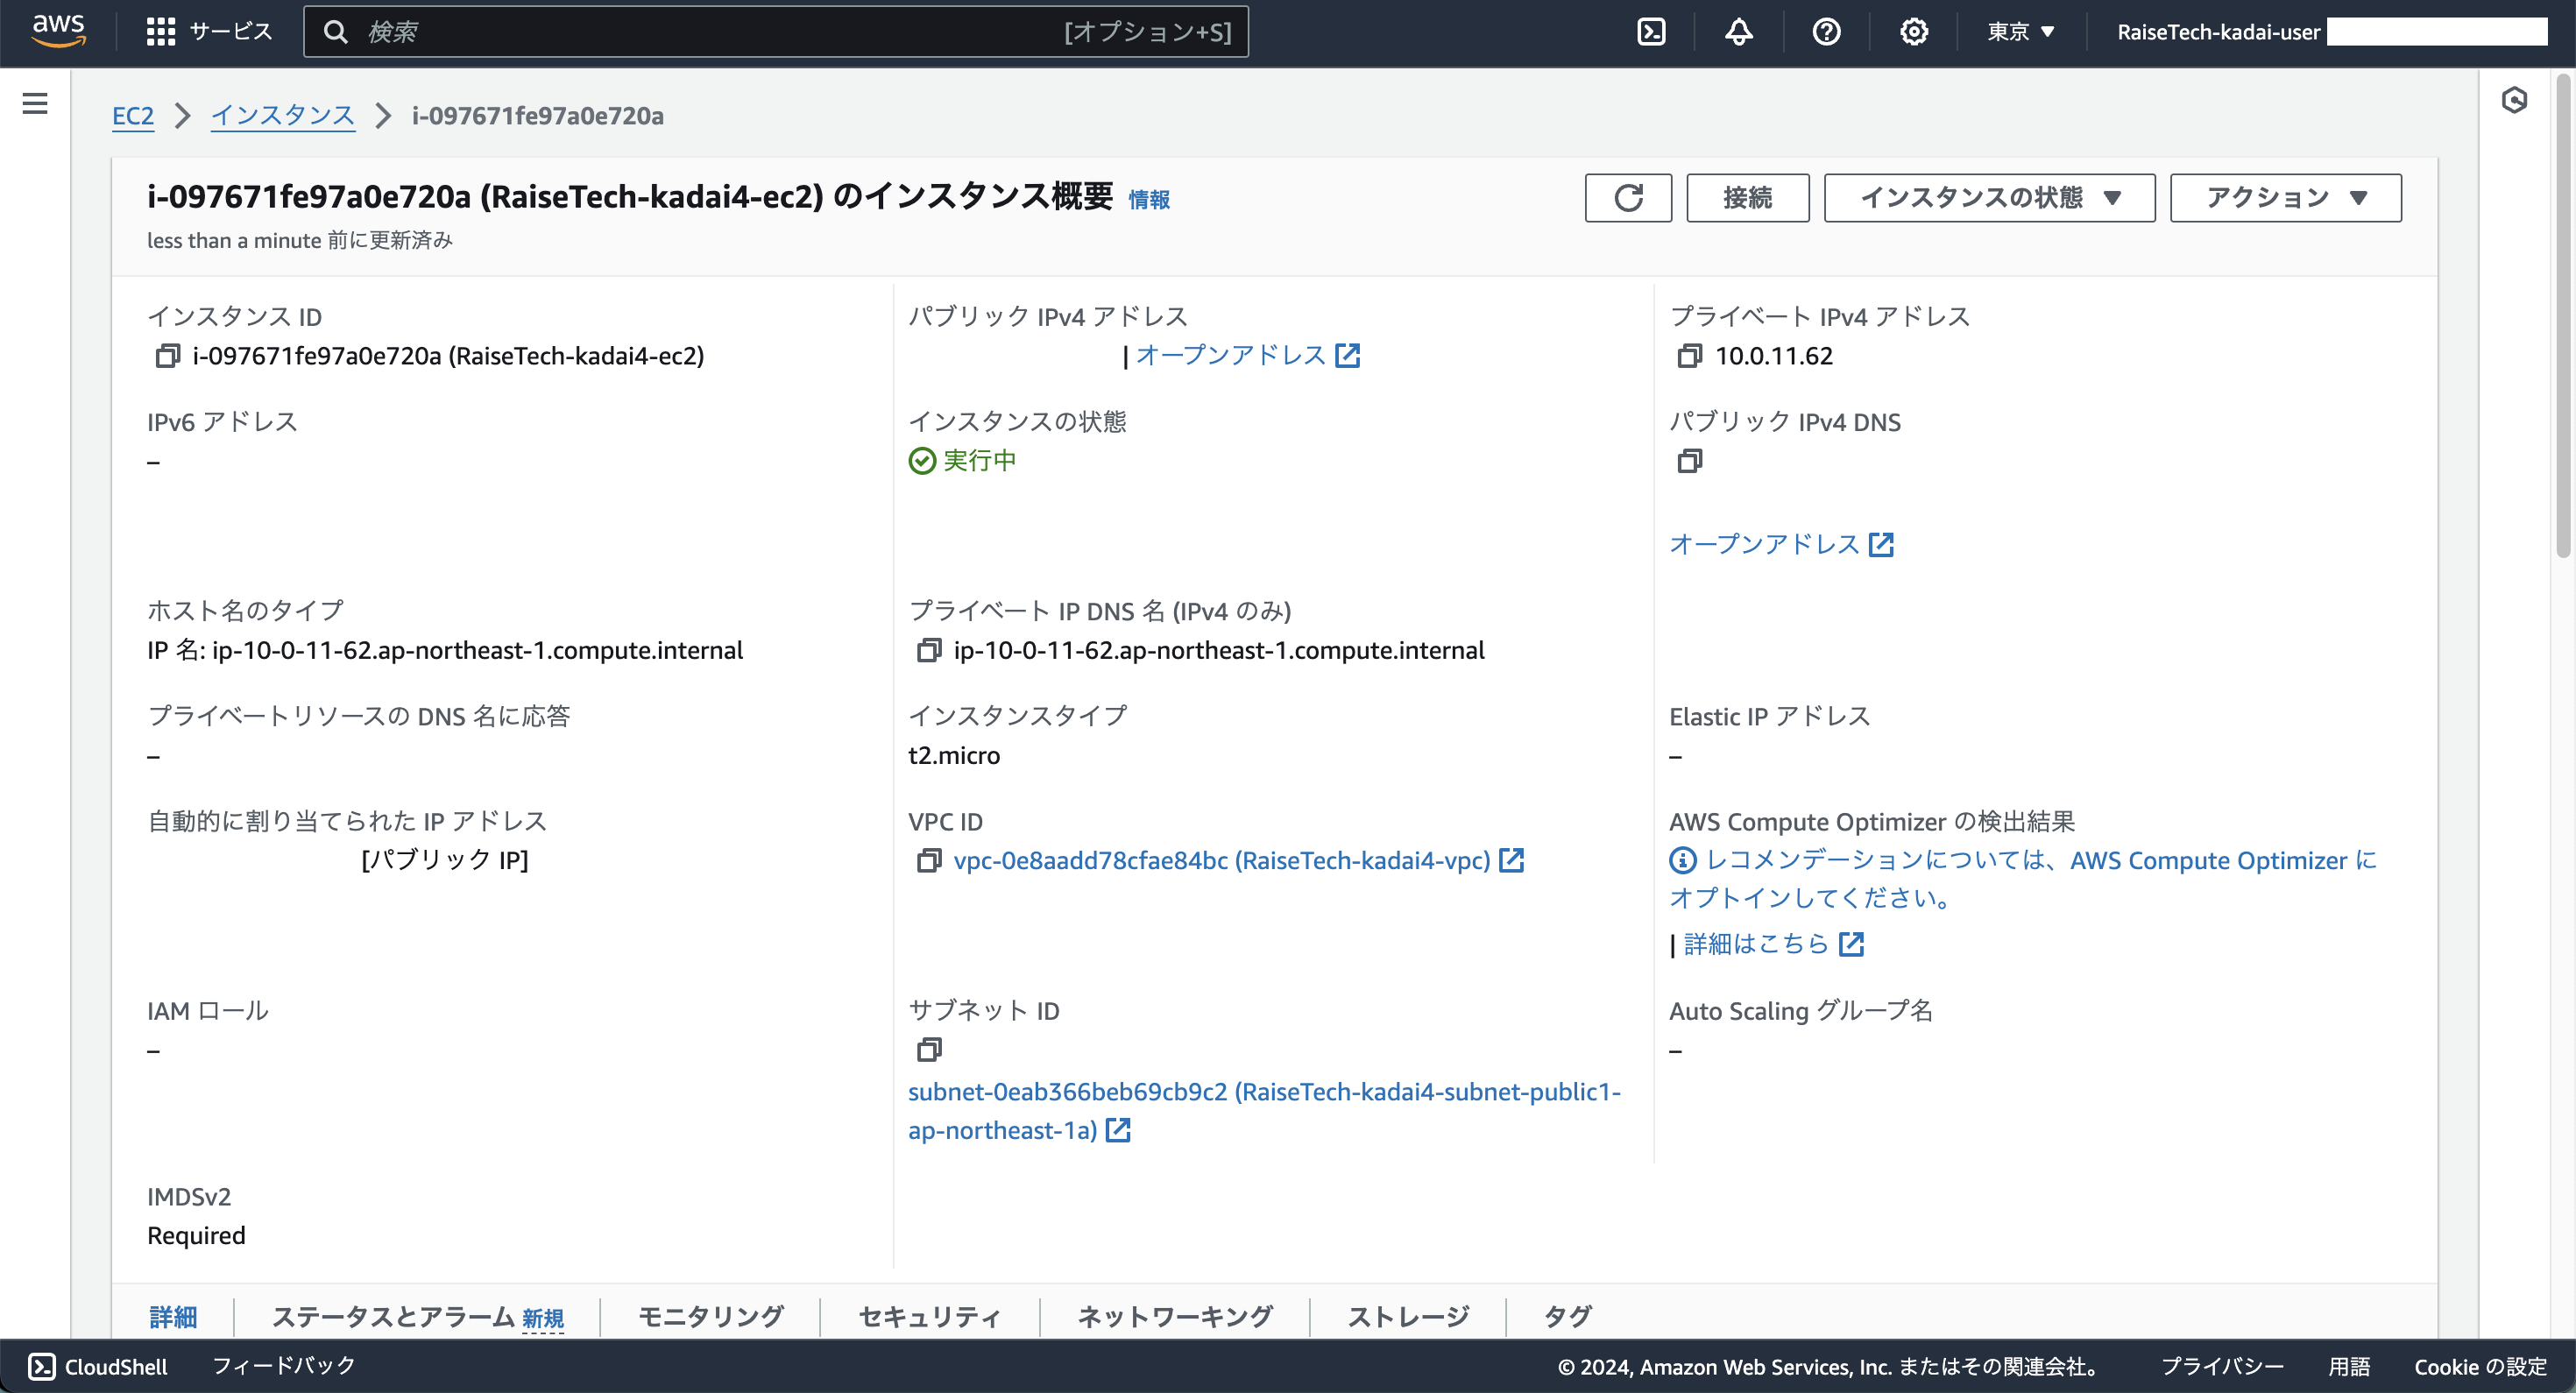 aws サービス 検索 [オプション+S] 東京 ▼ RaiseTech-kadai-user
EC2 > インスタンス > i-097671fe97a0e720a
i-097671fe97a0e720a (RaiseTech-kadai4-ec2) のインスタンス概要 情報
接続 インスタンスの状態 ▼ アクション ▼
less than a minute 前に更新済み
インスタンス ID
i-097671fe97a0e720a (RaiseTech-kadai4-ec2)
パブリック IPv4 アドレス
| オープンアドレス
プライベート IPv4 アドレス
10.0.11.62
IPv6 アドレス
–
インスタンスの状態
実行中
パブリック IPv4 DNS
オープンアドレス
ホスト名のタイプ
IP 名: ip-10-0-11-62.ap-northeast-1.compute.internal
プライベート IP DNS 名 (IPv4 のみ)
ip-10-0-11-62.ap-northeast-1.compute.internal
プライベートリソースの DNS 名に応答
–
インスタンスタイプ
t2.micro
Elastic IP アドレス
–
自動的に割り当てられた IP アドレス
[パブリック IP]
VPC ID
vpc-0e8aadd78cfae84bc (RaiseTech-kadai4-vpc)
AWS Compute Optimizer の検出結果
レコメンデーションについては、AWS Compute Optimizer に
オプトインしてください。
| 詳細はこちら
IAM ロール
–
サブネット ID
subnet-0eab366beb69cb9c2 (RaiseTech-kadai4-subnet-public1-
ap-northeast-1a)
Auto Scaling グループ名
–
IMDSv2
Required
詳細 ステータスとアラーム 新規 モニタリング セキュリティ ネットワーキング ストレージ タグ
CloudShell フィードバック © 2024, Amazon Web Services, Inc. またはその関連会社。 プライバシー 用語 Cookie の設定